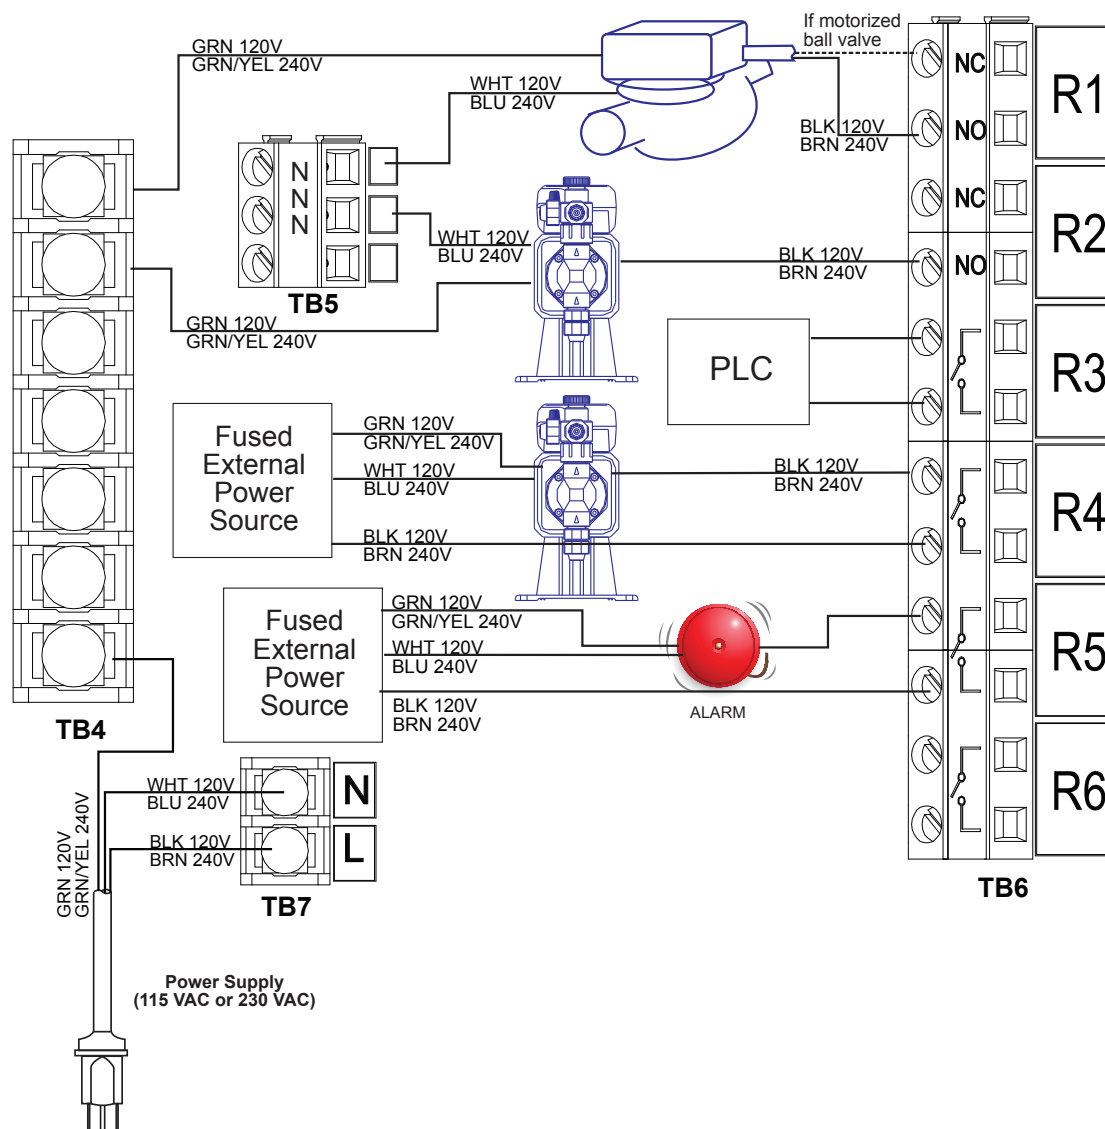 If motorized
ball valve
GRN 120V
GRN/YEL 240V
WHT 120V
BLU 240V
NC
R1
BLK 120V
BRN 240V
NO
N
N
N
TB5
NC
R2
WHT 120V
BLU 240V
BLK 120V
BRN 240V
NO
GRN 120V
GRN/YEL 240V
PLC
R3
Fused
External
Power
Source
GRN 120V
GRN/YEL 240V
WHT 120V
BLU 240V
BLK 120V
BRN 240V
BLK 120V
BRN 240V
R4
Fused
External
Power
Source
GRN 120V
GRN/YEL 240V
WHT 120V
BLU 240V
BLK 120V
BRN 240V
ALARM
R5
TB4
WHT 120V
BLU 240V
N
BLK 120V
BRN 240V
L
TB7
R6
TB6
GRN 120V
GRN/YEL 240V
Power Supply
(115 VAC or 230 VAC)